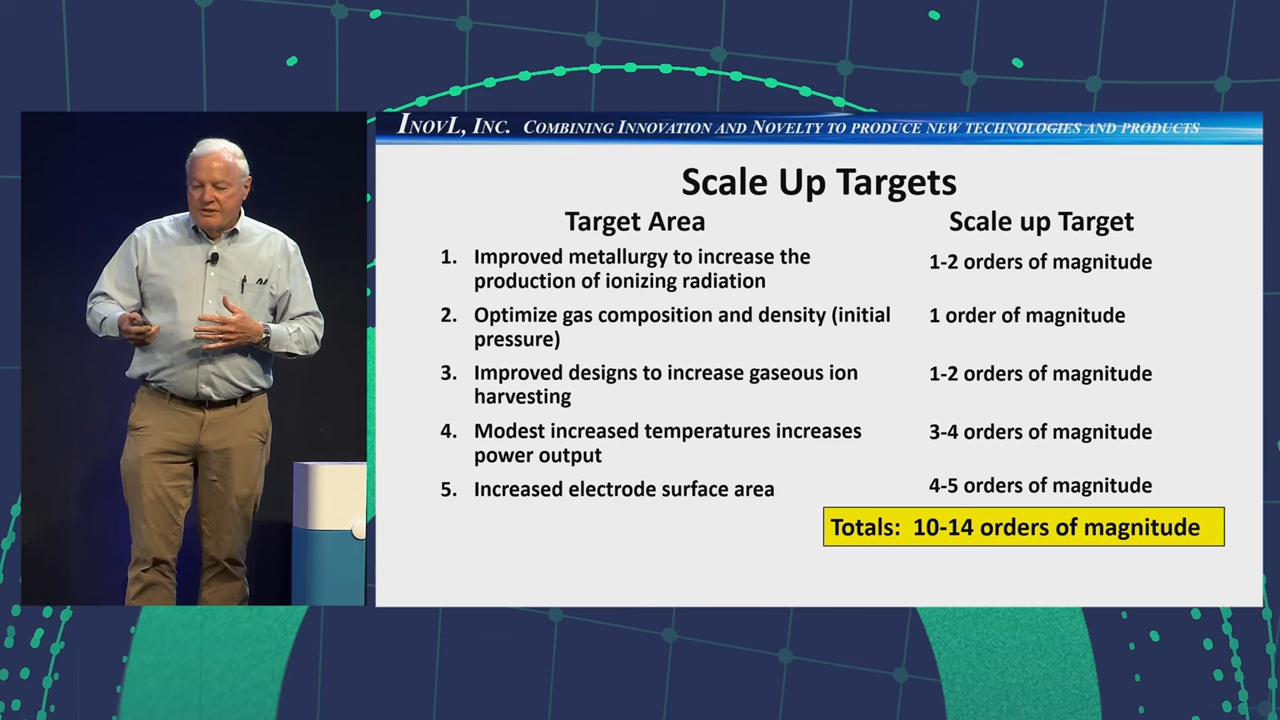 INOVL, INC. COMBINING INNOVATION AND NOVELTY TO PRODUCE NEW TECHNOLOGIES AND PRODUCTS
Scale Up Targets
Target Area
Scale up Target
1. Improved metallurgy to increase the
production of ionizing radiation
1-2 orders of magnitude
2. Optimize gas composition and density (initial
pressure)
1 order of magnitude
3. Improved designs to increase gaseous ion
harvesting
1-2 orders of magnitude
4. Modest increased temperatures increases
power output
3-4 orders of magnitude
5. Increased electrode surface area
4-5 orders of magnitude
Totals: 10-14 orders of magnitude